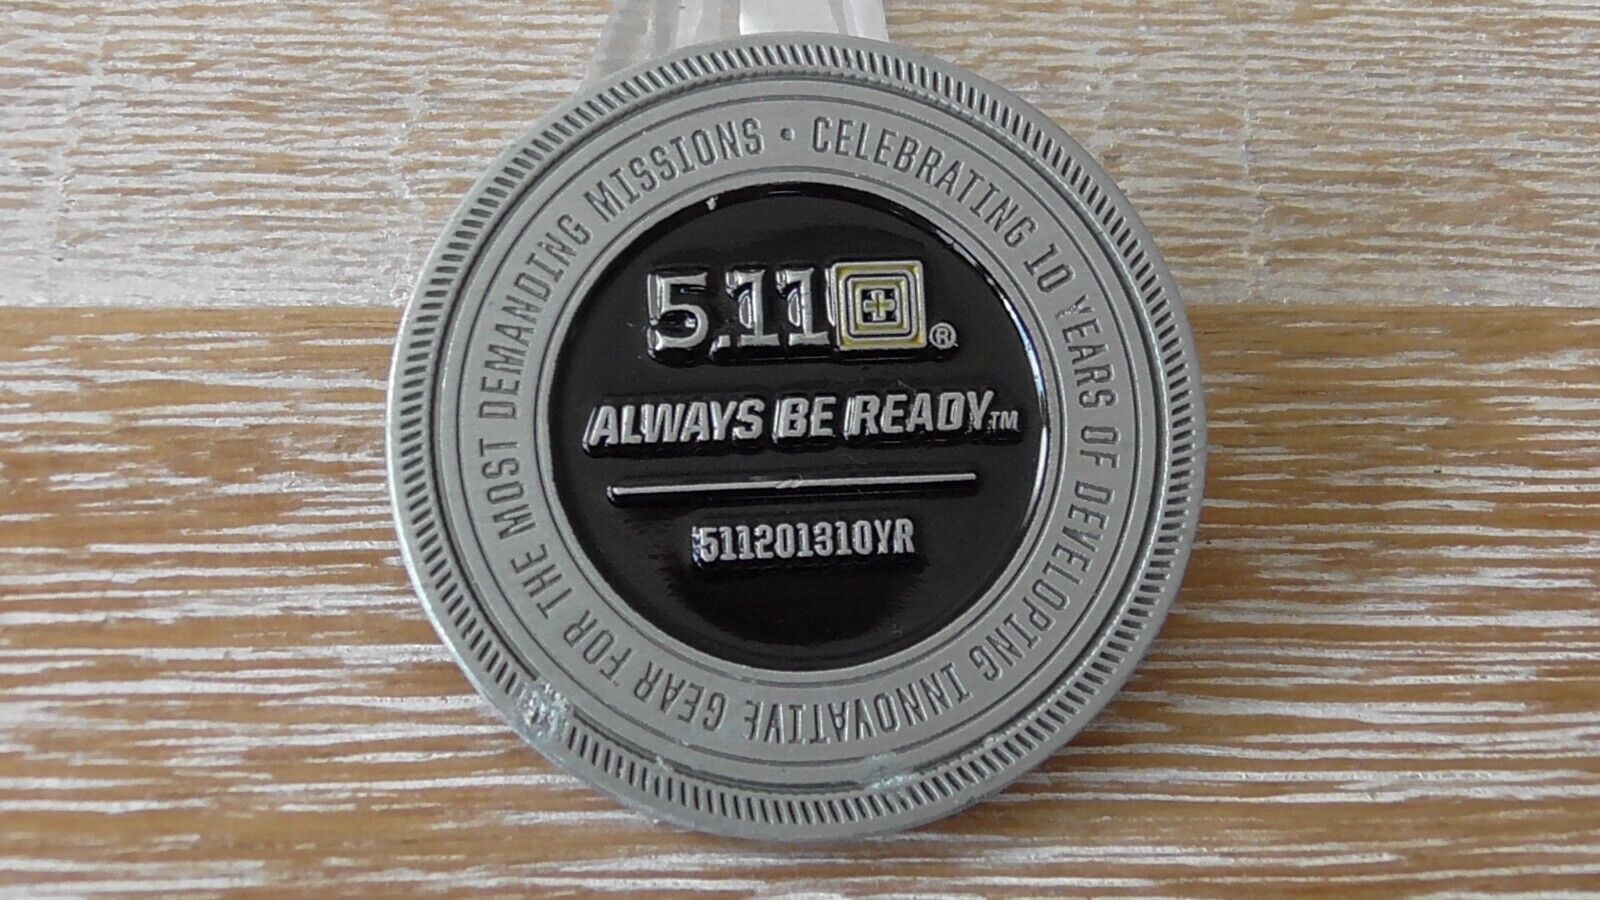 CELEBRATING 10 YEARS OF DEVELOPING INNOVATIVE GEAR FOR THE MOST DEMANDING MISSIONS •
5.11®
ALWAYS BE READY™
511201310YR